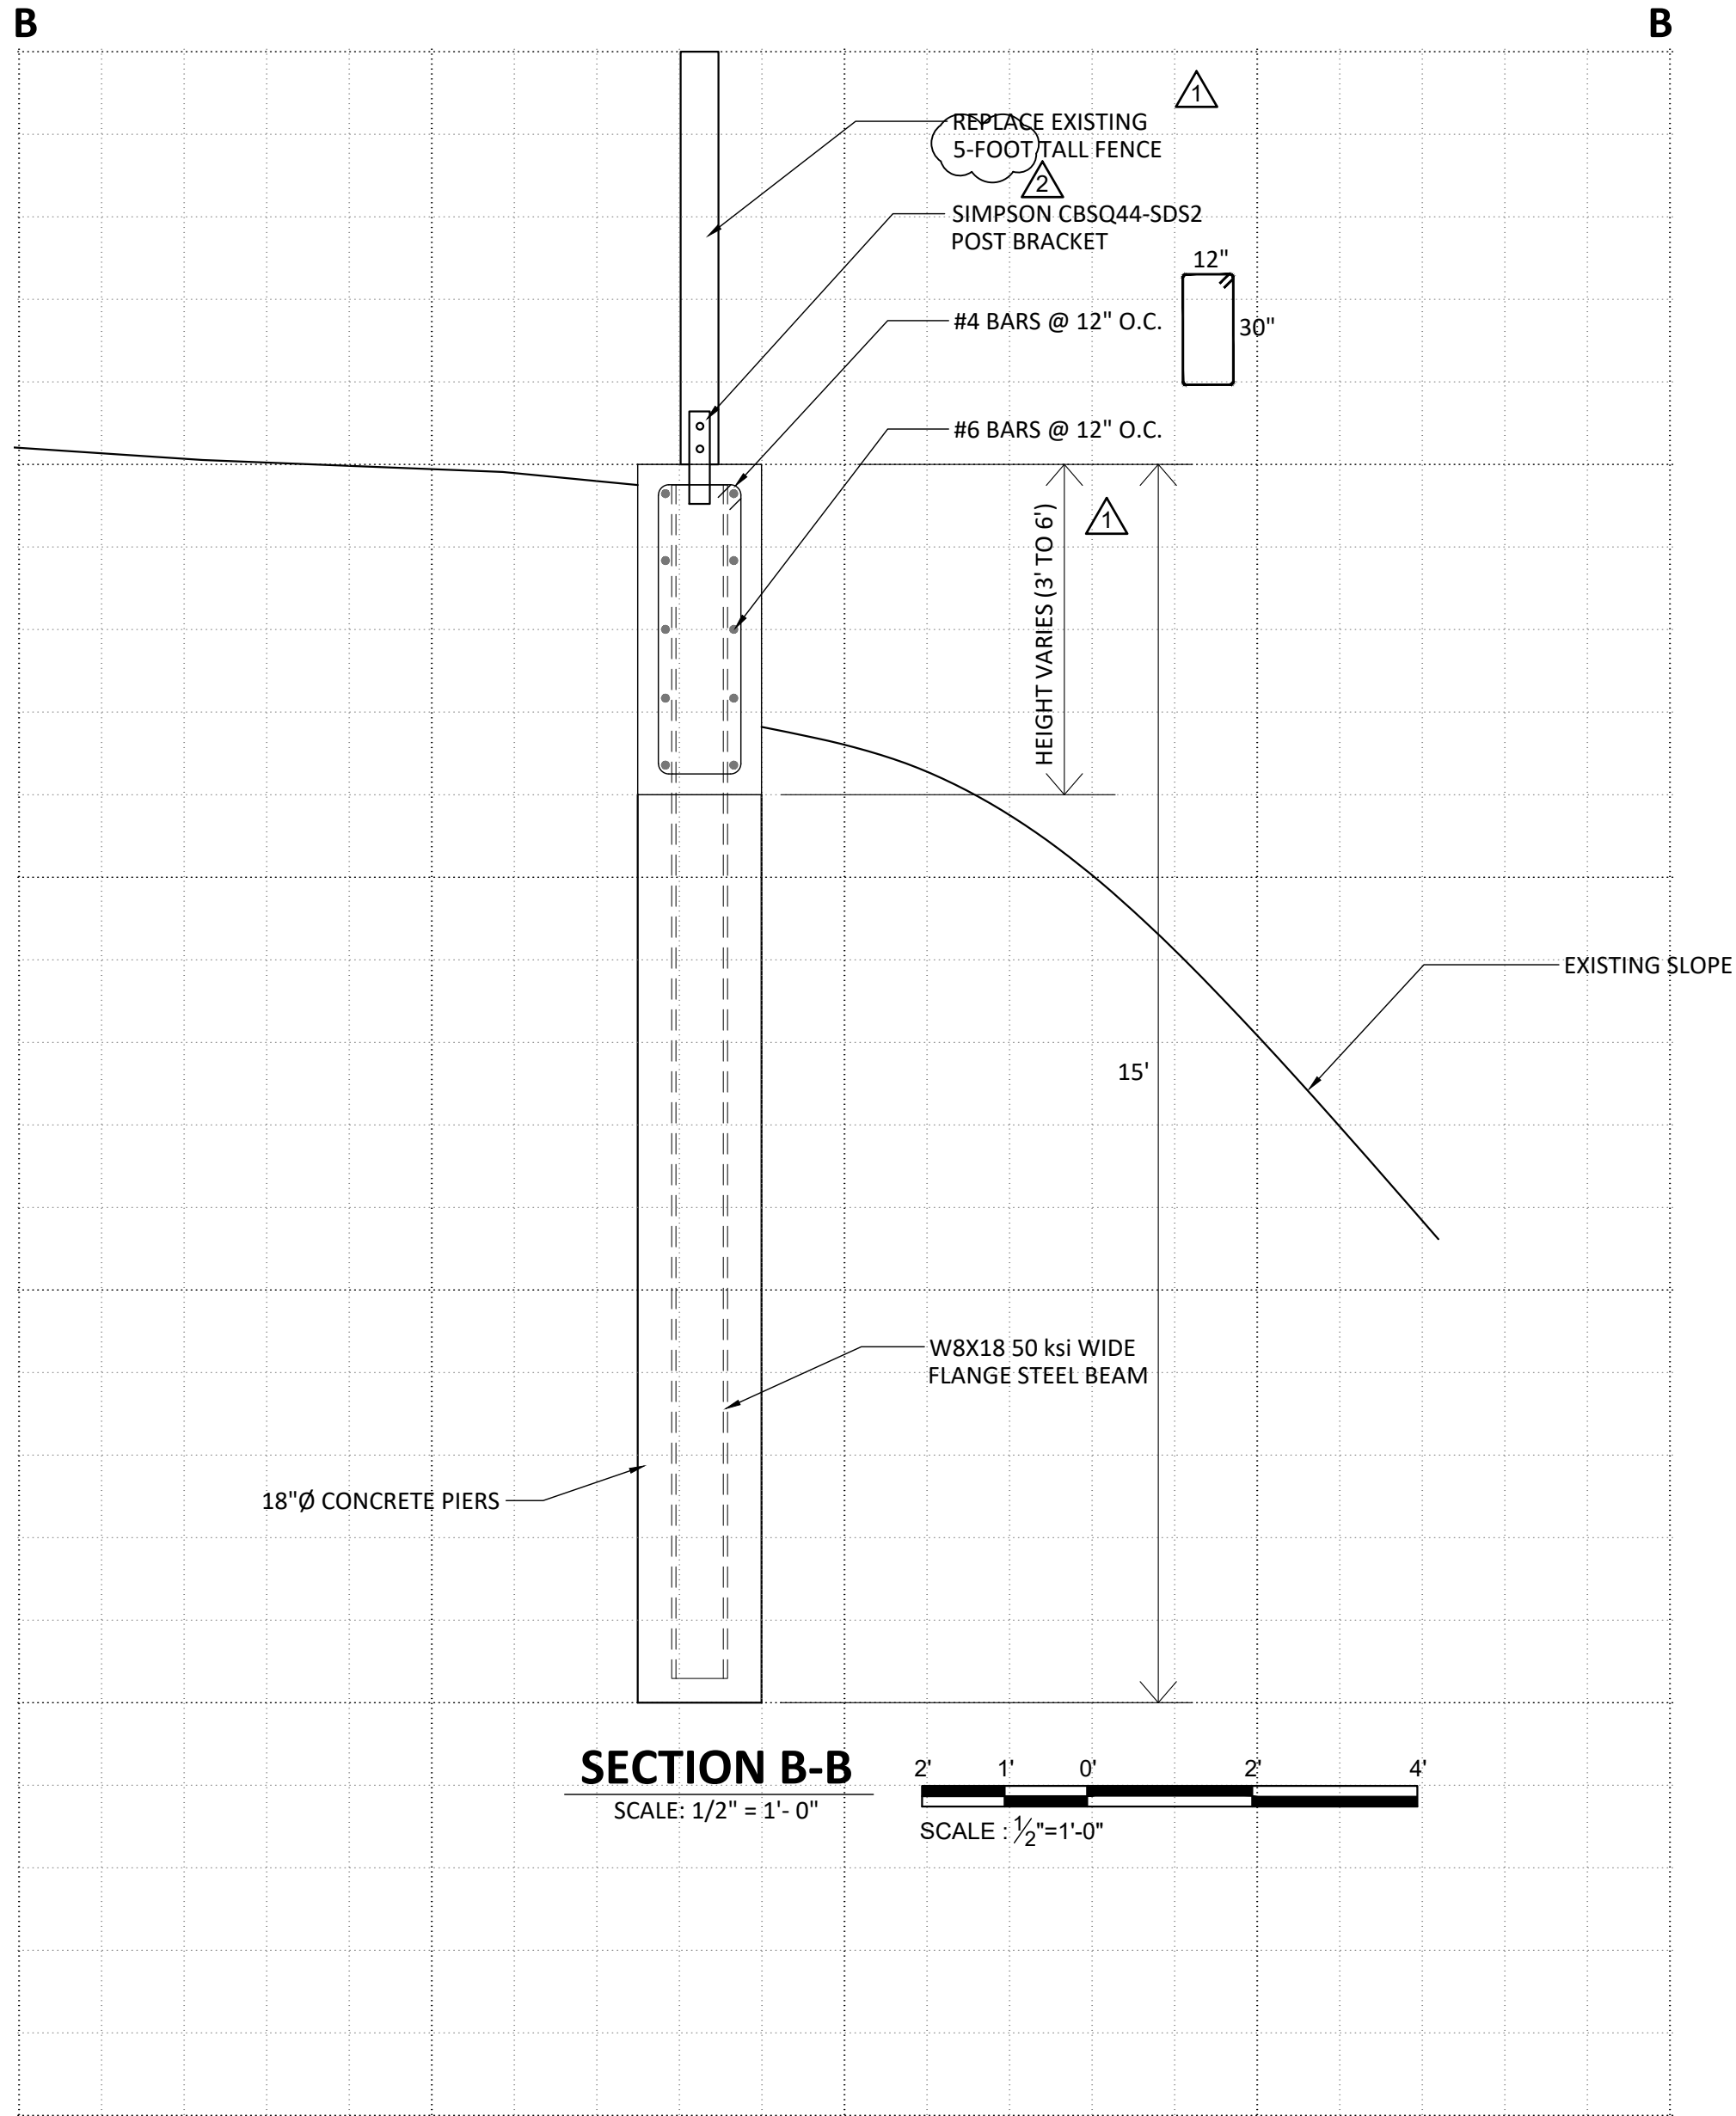 B
B
1
REPLACE EXISTING
5-FOOT TALL FENCE
2
SIMPSON CBSQ44-SDS2
POST BRACKET
12"
30"
#4 BARS @ 12" O.C.
#6 BARS @ 12" O.C.
HEIGHT VARIES (3' TO 6')
1
EXISTING SLOPE
15'
W8X18 50 ksi WIDE
FLANGE STEEL BEAM
18"Ø CONCRETE PIERS
SECTION B-B
SCALE: 1/2" = 1'- 0"
2' 1' 0' 2' 4'
SCALE : 1/2"=1'-0"